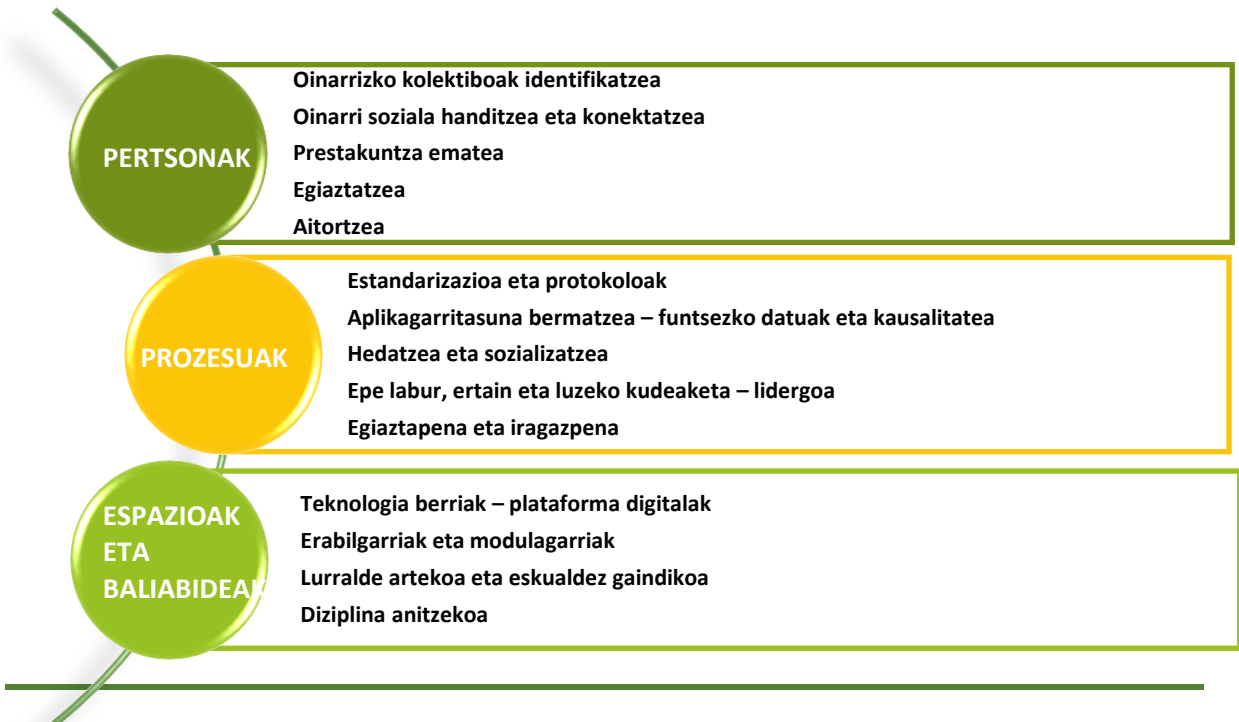 PERTSONAK
Oinarrizko kolektiboak identifikatzea
Oinarri soziala handitzea eta konektatzea
Prestakuntza ematea
Egiaztatzea
Aitortzea
PROZESUAK
Estandarizazioa eta protokoloak
Aplikagarritasuna bermatzea – funtsezko datuak eta kausalitatea
Hedatzea eta sozializatzea
Epe labur, ertain eta luzeko kudeaketa – lidergoa
Egiaztapena eta iragazpena
ESPAZIOAK
ETA
BALIABIDEAK
Teknologia berriak – plataforma digitalak
Erabilgarriak eta modulagarriak
Lurralde artekoa eta eskualdez gaindikoa
Diziplina anitzekoa